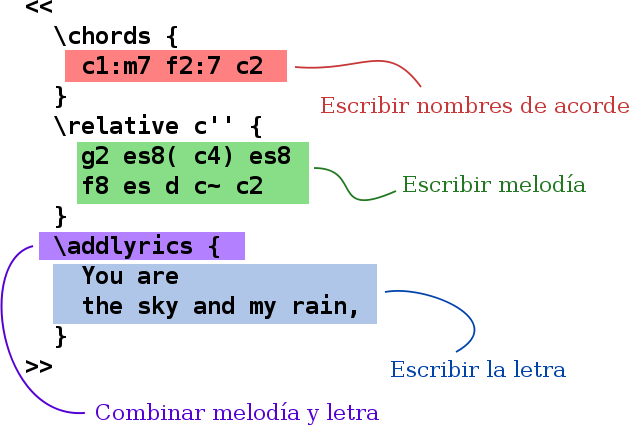 <<
\chords {
c1:m7 f2:7 c2
}
Escribir nombres de acorde
\relative c'' {
g2 es8( c4) es8
f8 es d c~ c2
Escribir melodía
}
\addlyrics {
You are
the sky and my rain,
}
>>
Escribir la letra
Combinar melodía y letra